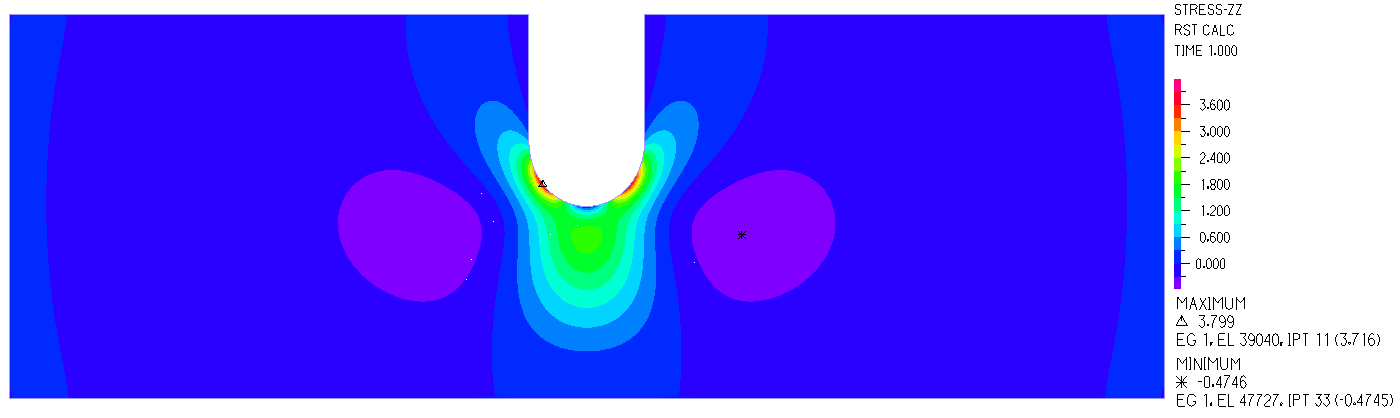 STRESS-ZZ
RST CALC
TIME 1.000
3.600
3.000
2.400
1.800
1.200
0.600
0.000
MAXIMUM
△ 3.799
EG 1, EL 39040, IPT 11 (3.716)
MINIMUM
✳ -0.4746
EG 1, EL 47727, IPT 33 (-0.4745)